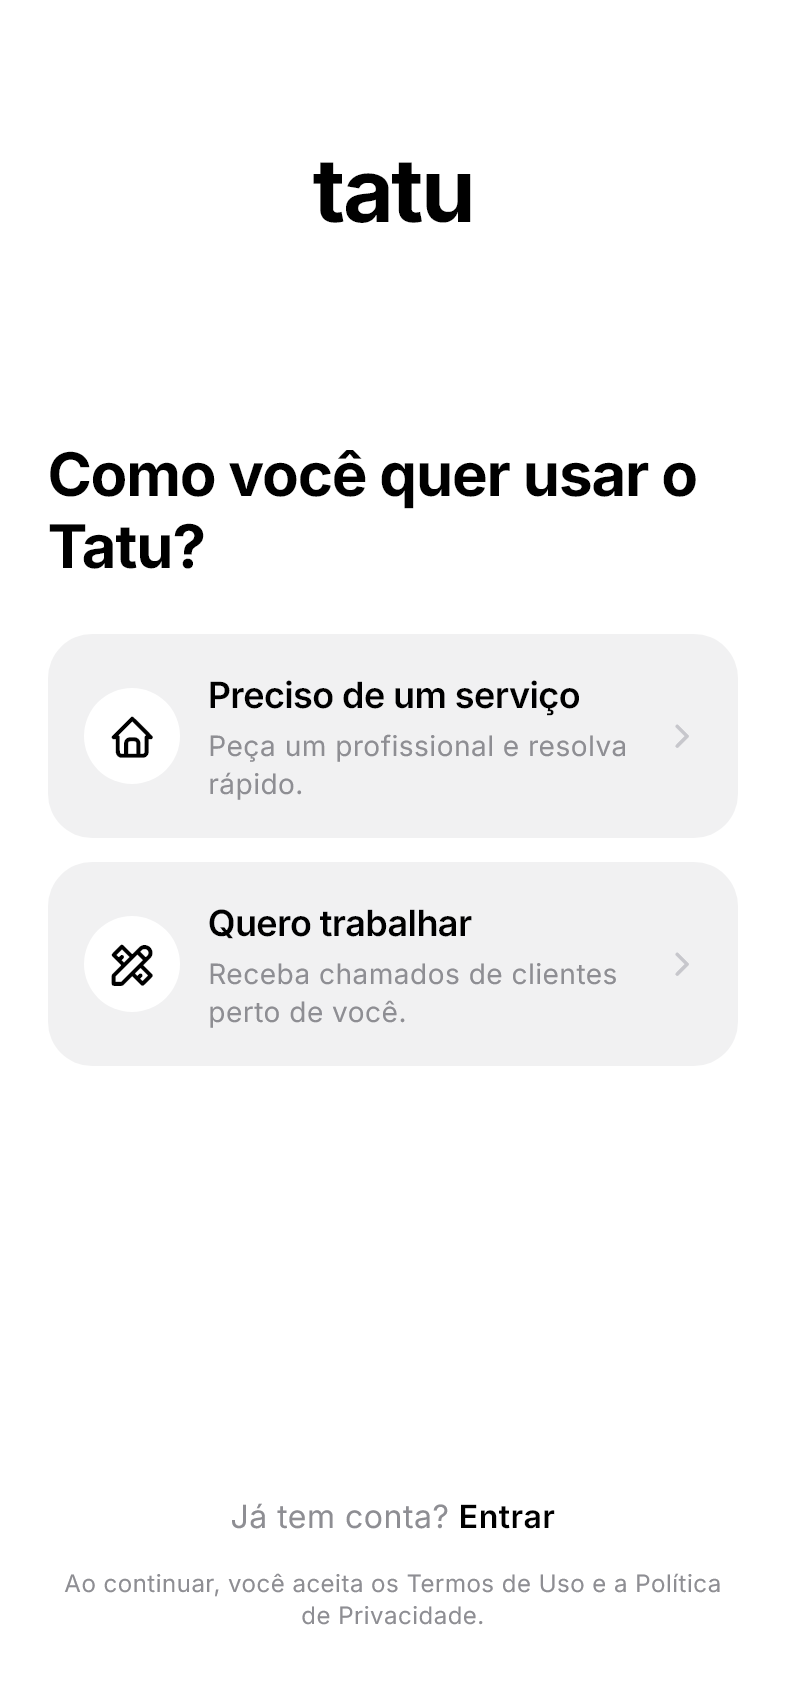 tatu
Como você quer usar o
Tatu?
Preciso de um serviço
Peça um profissional e resolva
rápido.
Quero trabalhar
Receba chamados de clientes
perto de você.
Já tem conta? Entrar
Ao continuar, você aceita os Termos de Uso e a Política
de Privacidade.